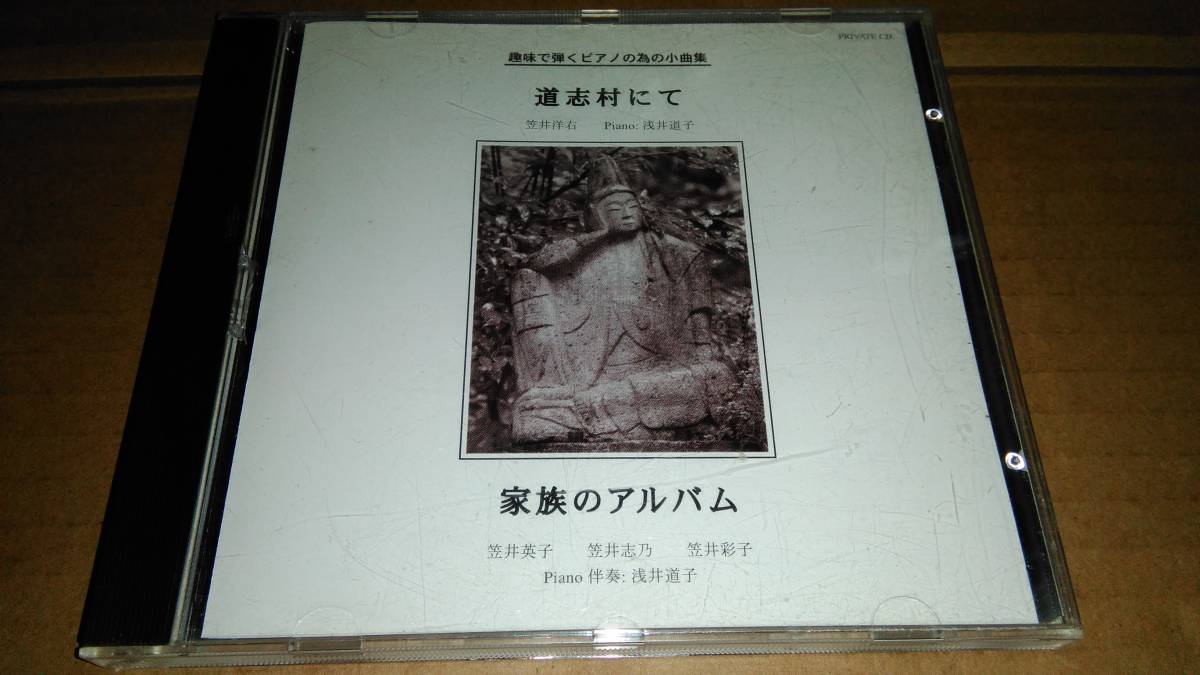 PRIVATE CD.
趣味で弾くピアノの為の小曲集
道志村にて
笠井洋右 Piano: 浅井道子
家族のアルバム
笠井英子 笠井志乃 笠井彩子
Piano 伴奏: 浅井道子